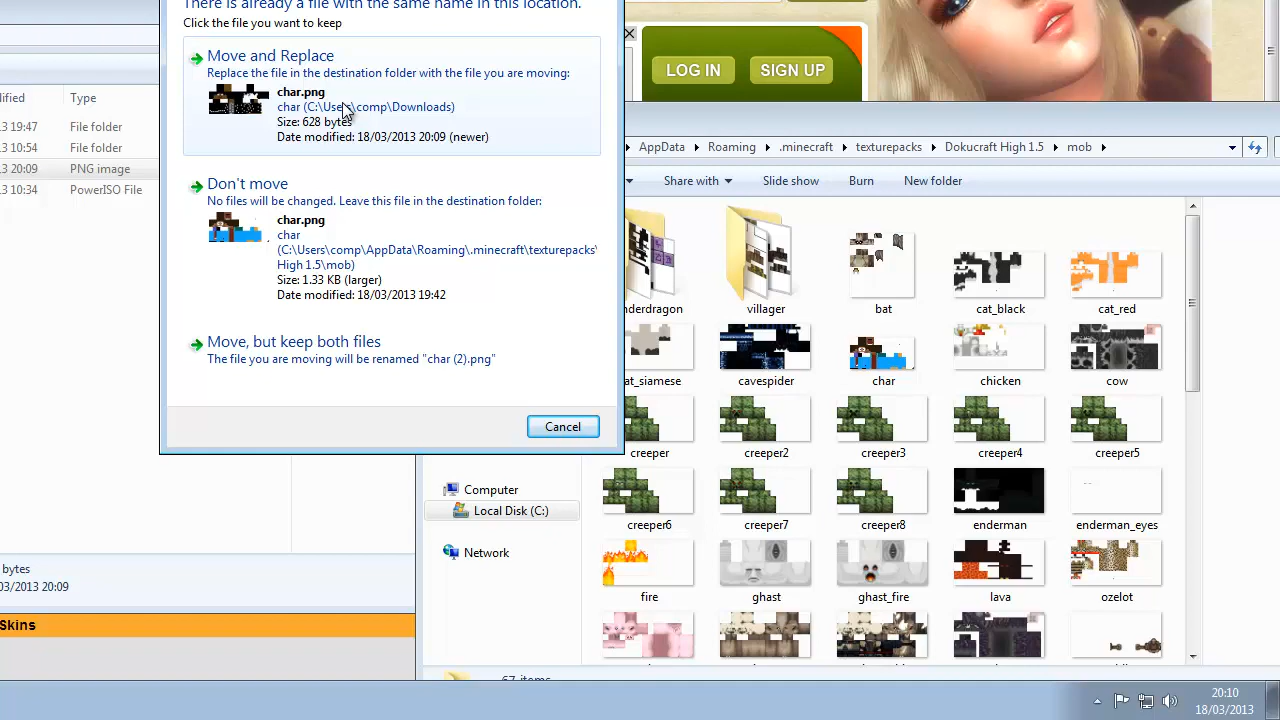 There is already a file with the same name in this location.
Click the file you want to keep
Move and Replace
Replace the file in the destination folder with the file you are moving:
char.png
char (C:\Users\comp\Downloads)
Size: 628 bytes
Date modified: 18/03/2013 20:09 (newer)
Don't move
No files will be changed. Leave this file in the destination folder:
char.png
char
(C:\Users\comp\AppData\Roaming\.minecraft\texturepacks\
High 1.5\mob)
Size: 1.33 KB (larger)
Date modified: 18/03/2013 19:42
Move, but keep both files
The file you are moving will be renamed "char (2).png"
Cancel
ified Type
13 19:47 File folder
13 10:54 File folder
13 20:09 PNG image
13 10:34 PowerISO File
bytes
03/2013 20:09
Skins
LOG IN SIGN UP
AppData Roaming .minecraft texturepacks Dokucraft High 1.5 mob
Share with Slide show Burn New folder
nderdragon villager bat cat_black cat_red
at_siamese cavespider char chicken cow
creeper creeper2 creeper3 creeper4 creeper5
creeper6 creeper7 creeper8 enderman enderman_eyes
fire ghast ghast_fire lava ozelot
Computer
Local Disk (C:)
Network
67 items
20:10
18/03/2013